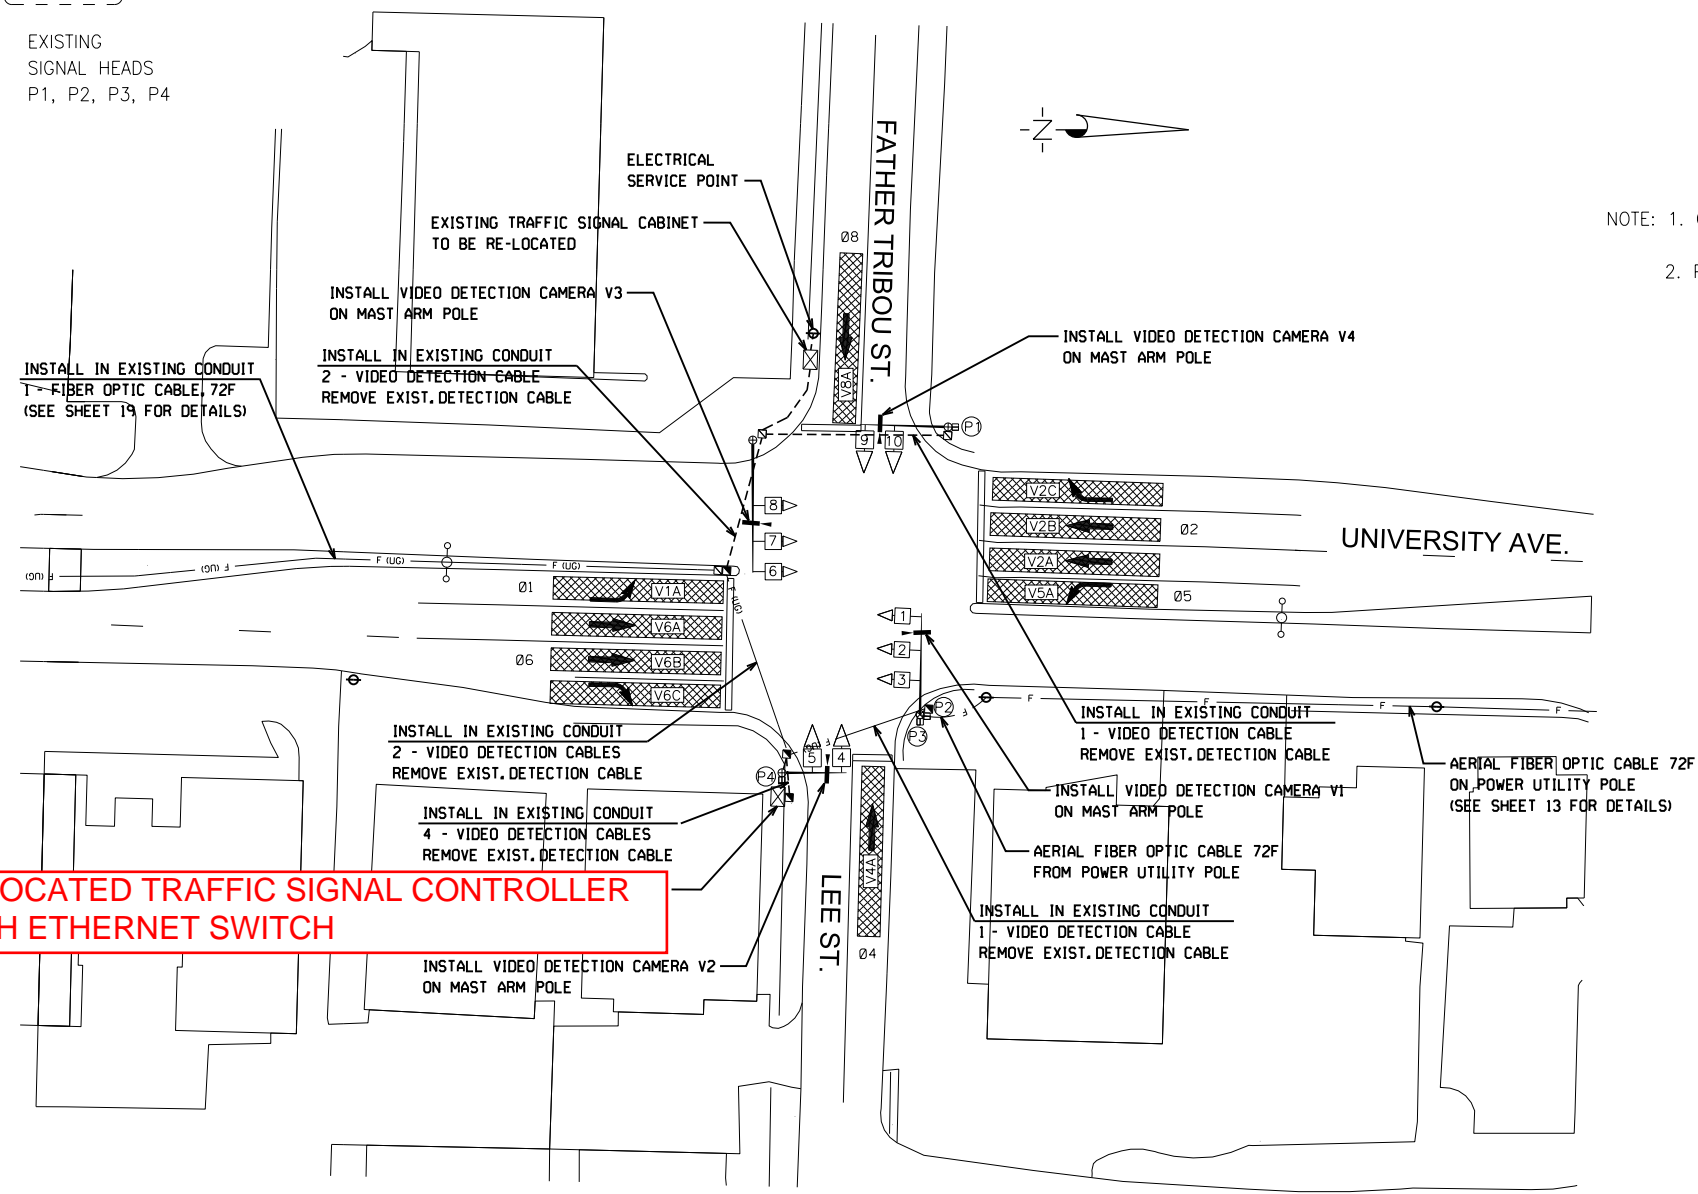 EXISTING
SIGNAL HEADS
P1, P2, P3, P4
ELECTRICAL
SERVICE POINT
EXISTING TRAFFIC SIGNAL CABINET
TO BE RE-LOCATED
INSTALL VIDEO DETECTION CAMERA V3
ON MAST ARM POLE
INSTALL IN EXISTING CONDUIT
2 - VIDEO DETECTION CABLE
REMOVE EXIST. DETECTION CABLE
INSTALL IN EXISTING CONDUIT
1 - FIBER OPTIC CABLE, 72F
(SEE SHEET 19 FOR DETAILS)
FATHER TRIBOU ST.
Ø8
V8A
Z
NOTE: 1.
2.
INSTALL VIDEO DETECTION CAMERA V4
ON MAST ARM POLE
P1
9
10
8
7
6
V2C
V2B
V2A
V5A
Ø2
Ø5
UNIVERSITY AVE.
F (UG)
F (UG)
F (UG)
F (UG)
F (UG)
Ø1
V1A
V6A
V6B
V6C
Ø6
1
2
3
P2
P3
F
F
F
F
F
INSTALL IN EXISTING CONDUIT
2 - VIDEO DETECTION CABLES
REMOVE EXIST. DETECTION CABLE
F (UG)
5
4
P4
INSTALL IN EXISTING CONDUIT
1 - VIDEO DETECTION CABLE
REMOVE EXIST. DETECTION CABLE
AERIAL FIBER OPTIC CABLE 72F
ON POWER UTILITY POLE
(SEE SHEET 13 FOR DETAILS)
INSTALL VIDEO DETECTION CAMERA V1
ON MAST ARM POLE
INSTALL IN EXISTING CONDUIT
4 - VIDEO DETECTION CABLES
REMOVE EXIST. DETECTION CABLE
AERIAL FIBER OPTIC CABLE 72F
FROM POWER UTILITY POLE
OCATED TRAFFIC SIGNAL CONTROLLER
H ETHERNET SWITCH
LEE ST.
V4A
Ø4
INSTALL IN EXISTING CONDUIT
1 - VIDEO DETECTION CABLE
REMOVE EXIST. DETECTION CABLE
INSTALL VIDEO DETECTION CAMERA V2
ON MAST ARM POLE